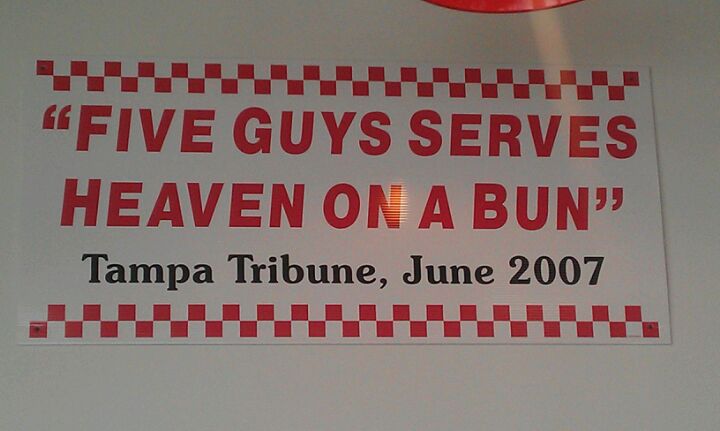 “FIVE GUYS SERVES
HEAVEN ON A BUN”
Tampa Tribune, June 2007